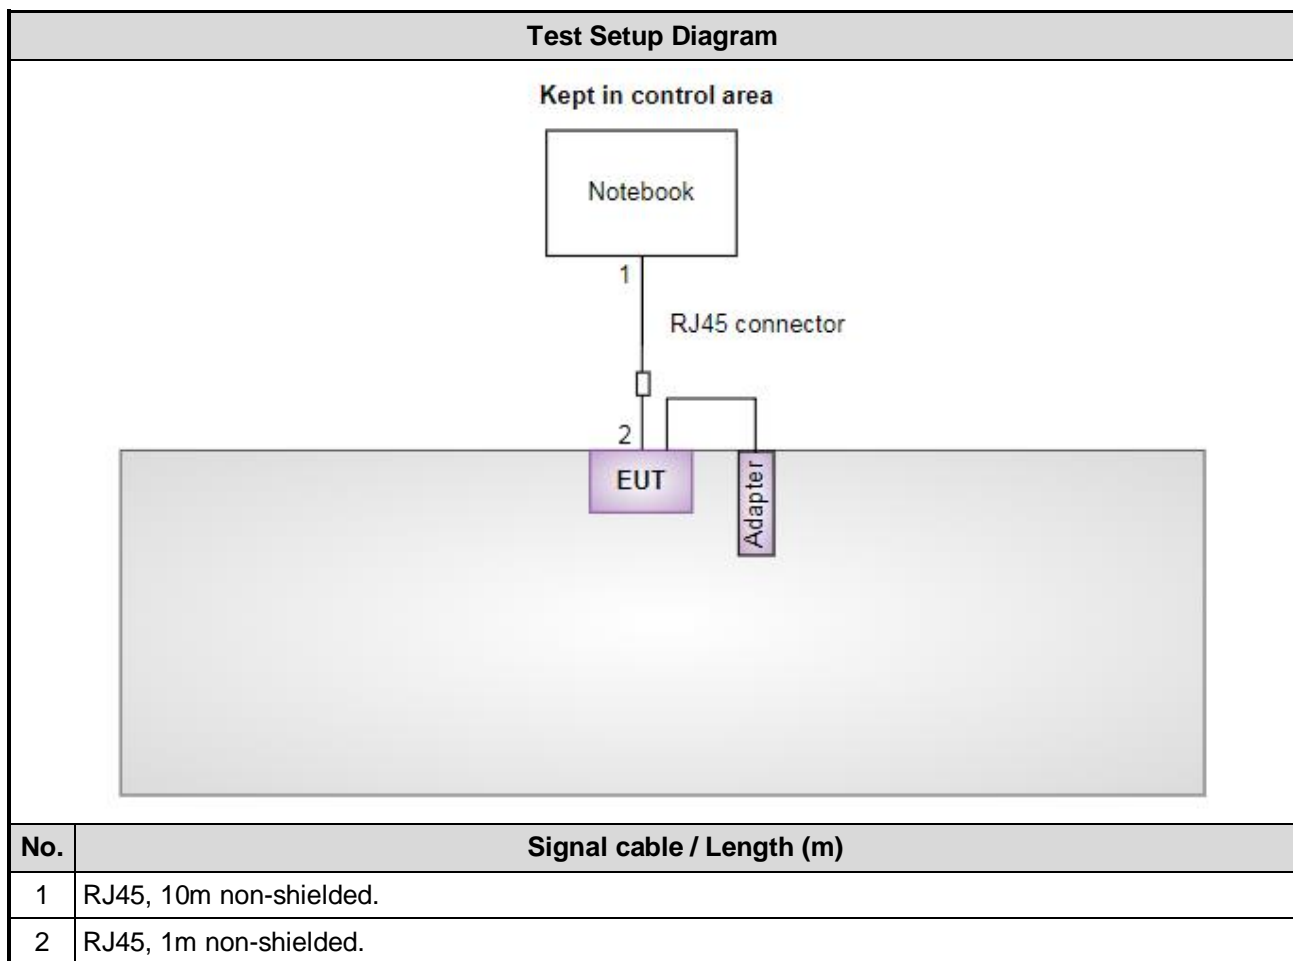 Test Setup Diagram
Kept in control area
Notebook
1
RJ45 connector
2
EUT
Adapter
No. Signal cable / Length (m)
1 RJ45, 10m non-shielded.
2 RJ45, 1m non-shielded.